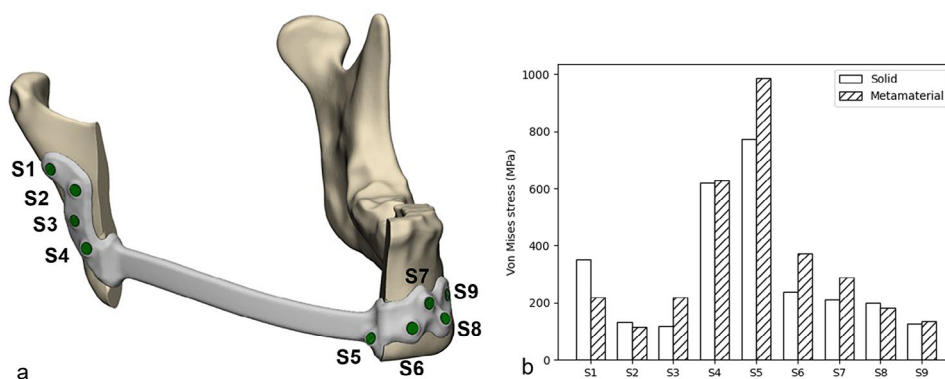 S1
S2
S3
S4
S5
S6
S7
S8
S9
a
Von Mises stress (MPa)
1000
800
600
400
200
0
Solid
Metamaterial
S1 S2 S3 S4 S5 S6 S7 S8 S9
b